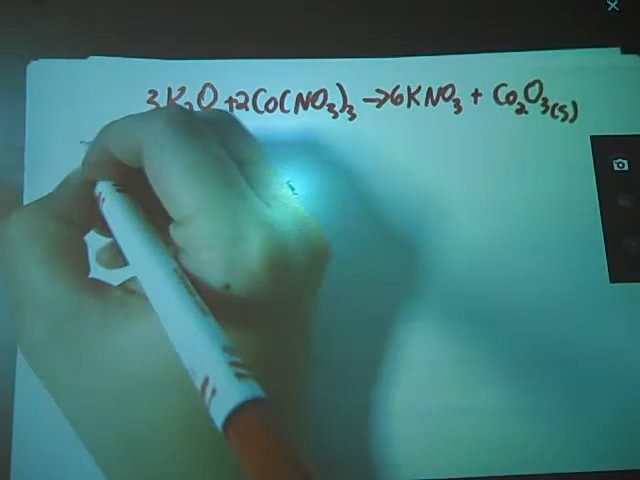 3K₂O + 2Co(NO₃)₃ → 6KNO₃ + Co₂O₃(s)